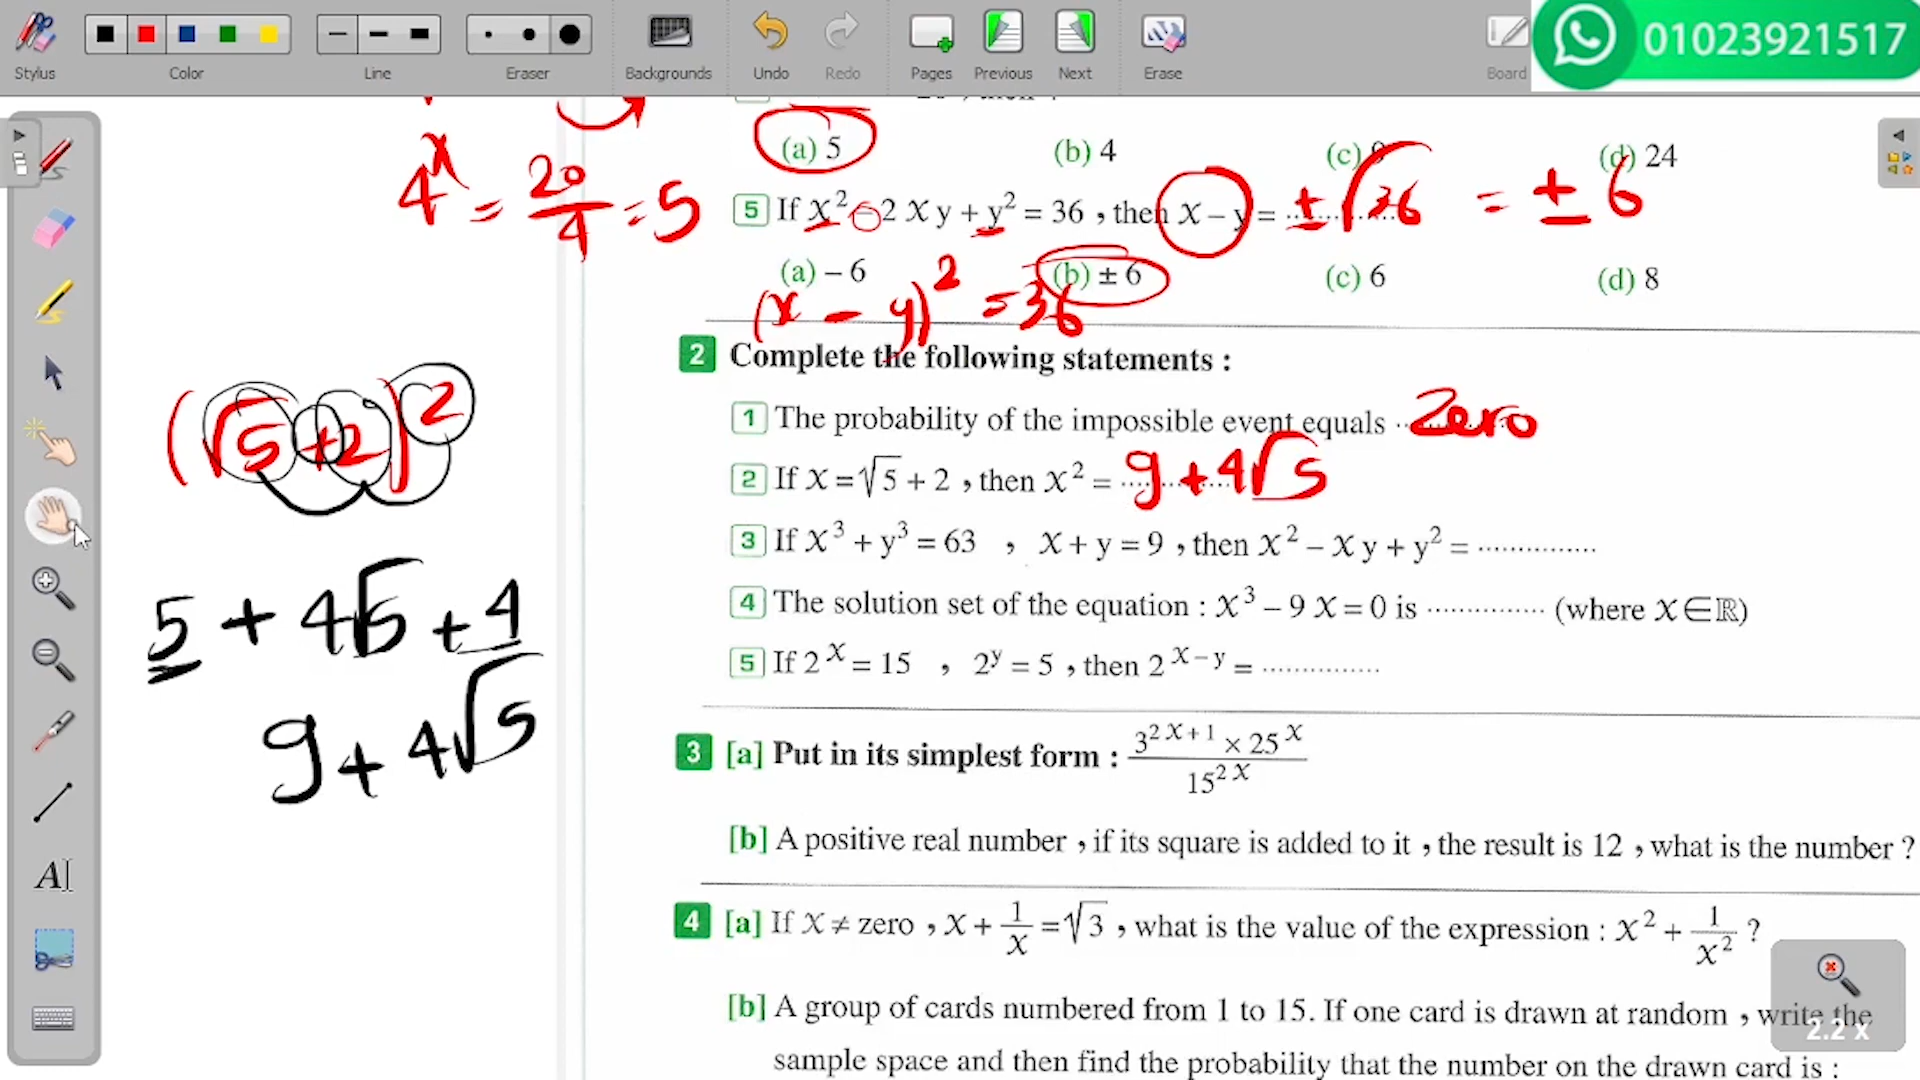 Stylus Color Line Eraser Backgrounds Undo Redo Pages Previous Next Erase Board
01023921517
(a) 5 (b) 4 (c) (d) 24
4^x = 20/4 = 5
5 If x² – 2 x y + y² = 36 , then x – y = ± √36 = ± 6
(a) – 6 (b) ± 6 (c) 6 (d) 8
(x – y)² = 36
2 Complete the following statements :
1 The probability of the impossible event equals zero
2 If x = √5 + 2 , then x² = 9 + 4√5
3 If x³ + y³ = 63 , x + y = 9 , then x² – x y + y² = ..............
4 The solution set of the equation : x³ – 9 x = 0 is .............. (where x ∈ ℝ)
5 If 2^x = 15 , 2^y = 5 , then 2^(x – y) = ..............
(√5 + 2)²
5 + 4√5 + 4
9 + 4√5
3 [a] Put in its simplest form : 3^(2x+1) × 25^x / 15^(2x)
[b] A positive real number , if its square is added to it , the result is 12 , what is the number ?
4 [a] If x ≠ zero , x + 1/x = √3 , what is the value of the expression : x² + 1/x² ?
[b] A group of cards numbered from 1 to 15. If one card is drawn at random , write the
sample space and then find the probability that the number on the drawn card is :
2.2 x